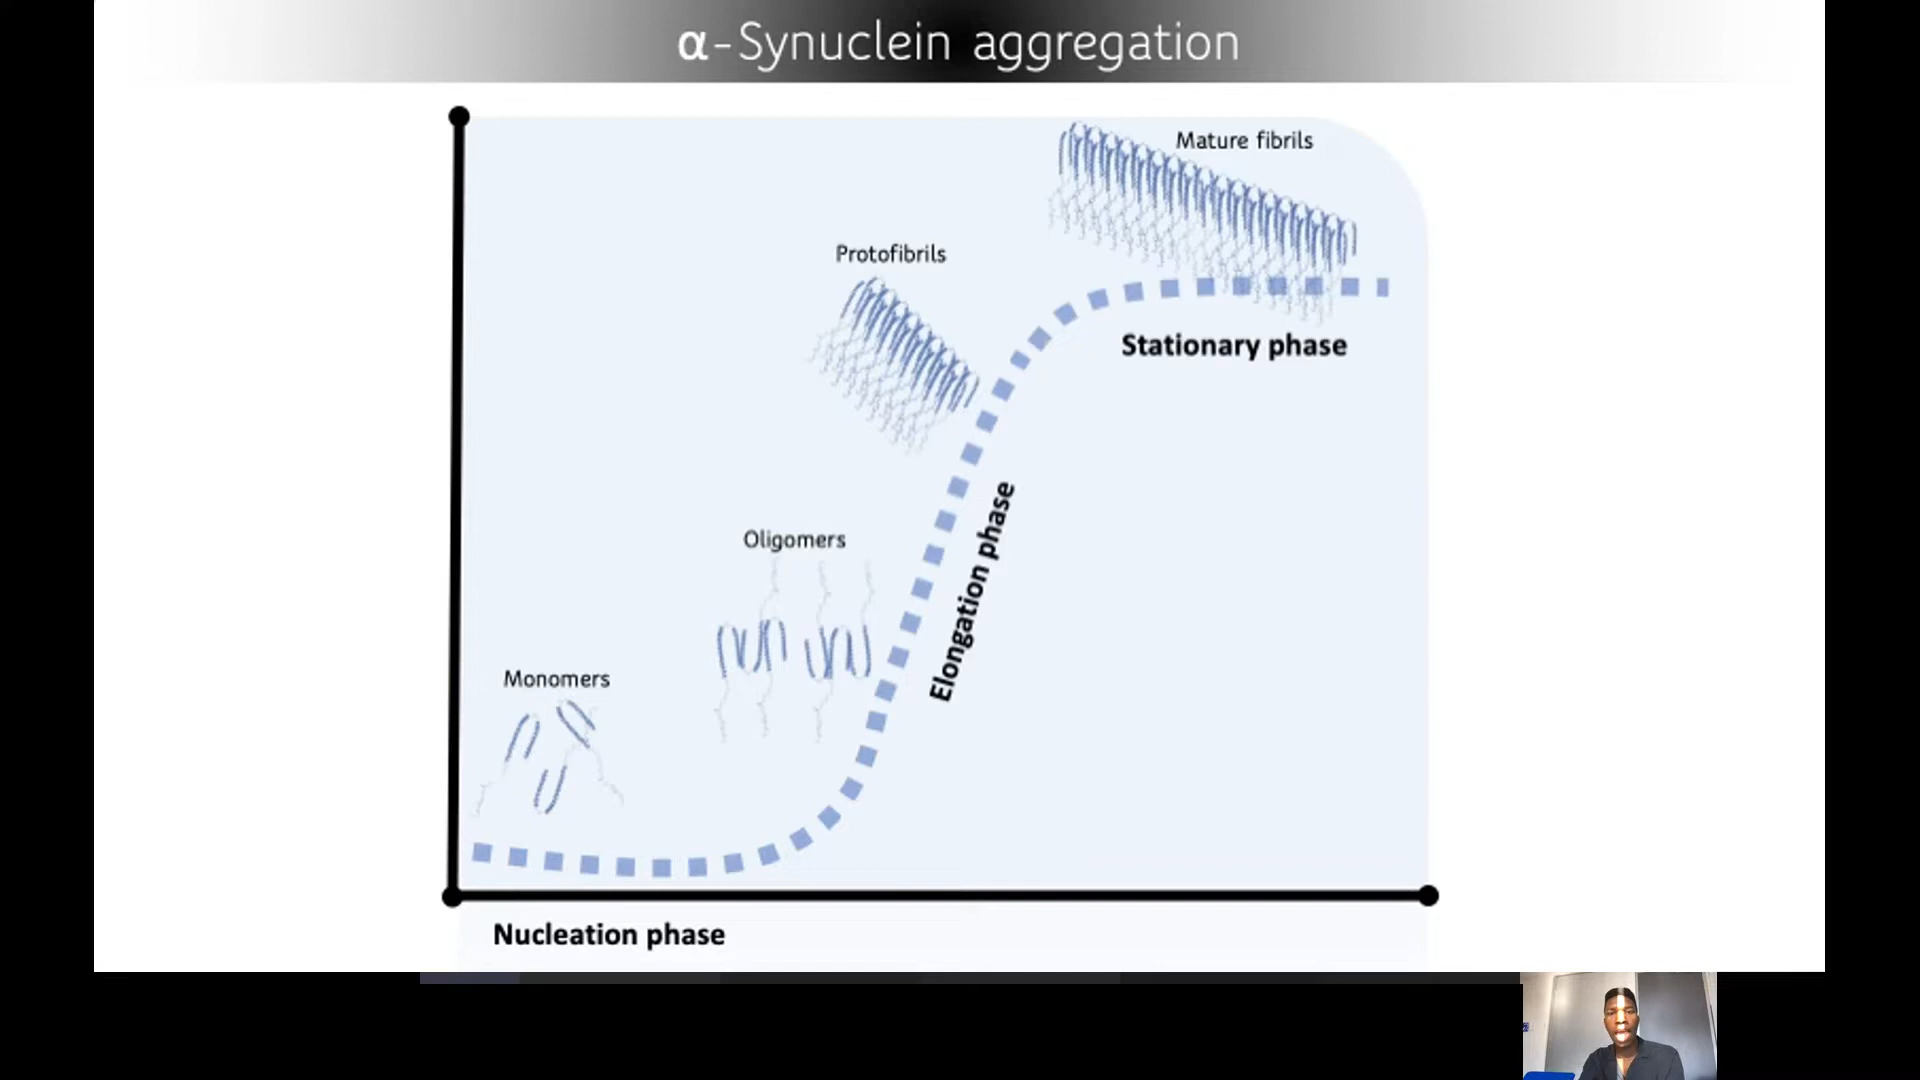 α-Synuclein aggregation
Mature fibrils
Protofibrils
Stationary phase
Elongation phase
Oligomers
Monomers
Nucleation phase